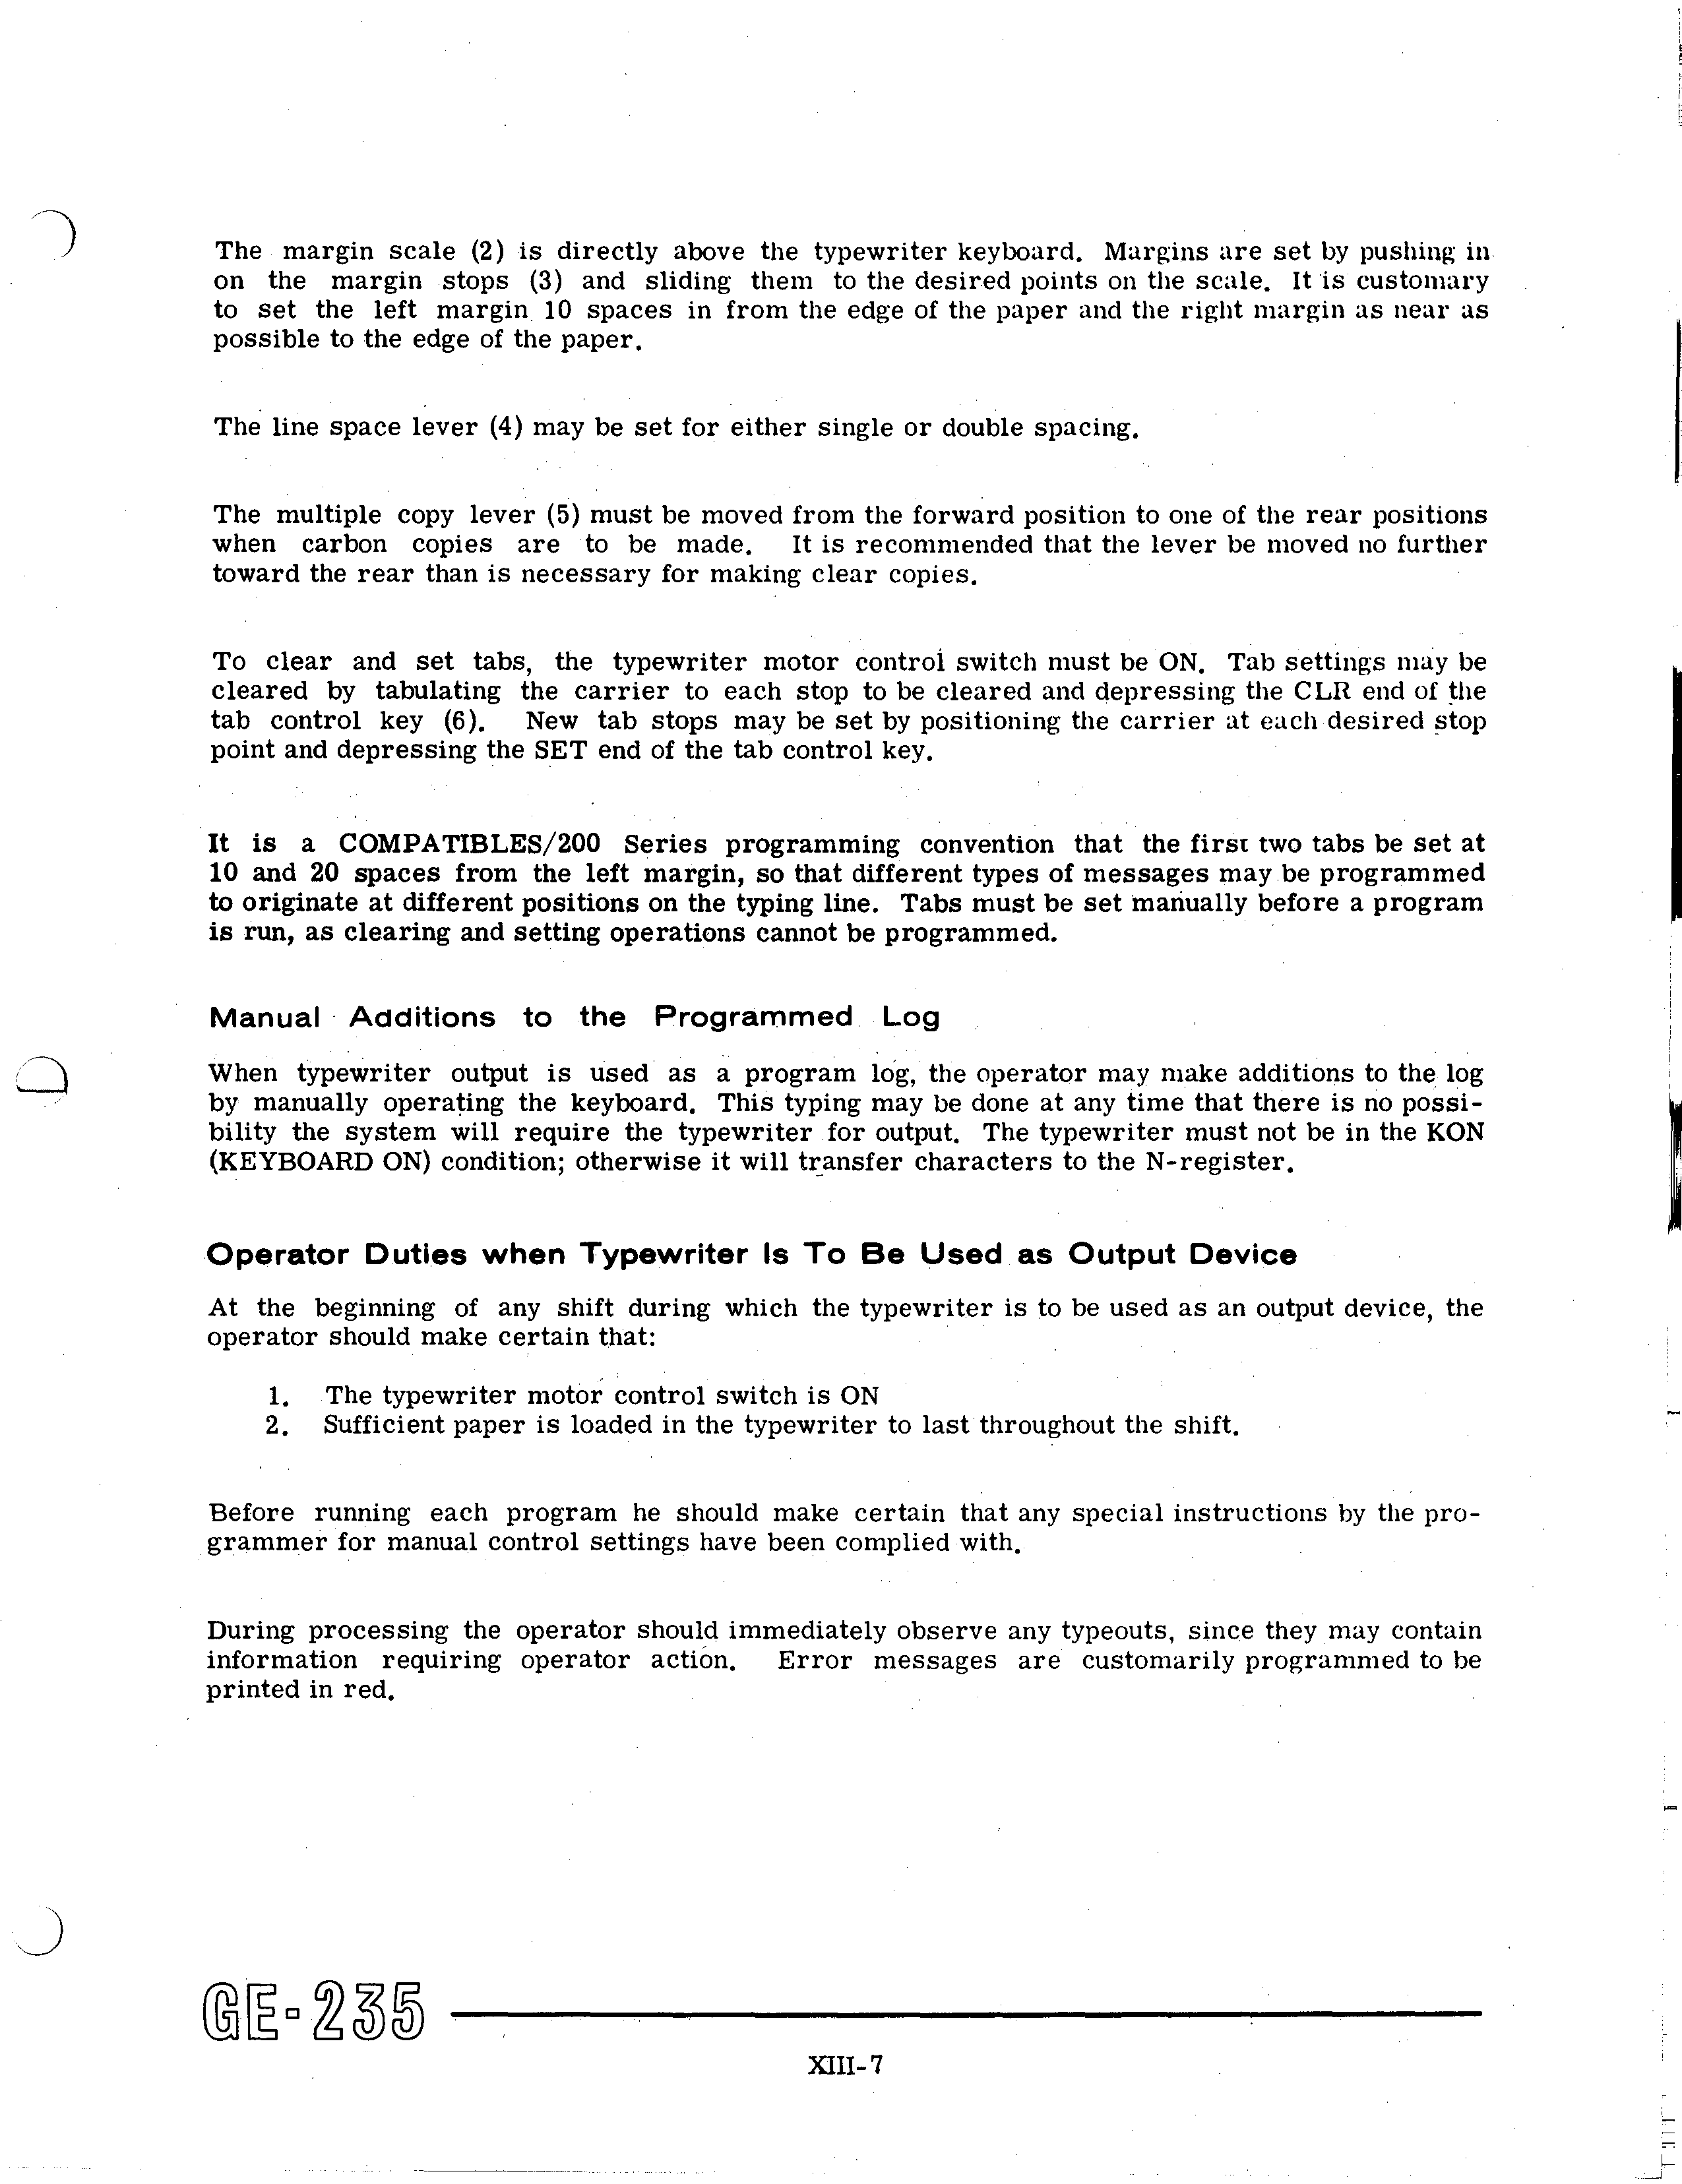 The margin scale (2) is directly above the typewriter keyboard. Margins are set by pushing in
on the margin stops (3) and sliding them to the desired points on the scale. It is customary
to set the left margin 10 spaces in from the edge of the paper and the right margin as near as
possible to the edge of the paper.
The line space lever (4) may be set for either single or double spacing.
The multiple copy lever (5) must be moved from the forward position to one of the rear positions
when carbon copies are to be made. It is recommended that the lever be moved no further
toward the rear than is necessary for making clear copies.
To clear and set tabs, the typewriter motor control switch must be ON. Tab settings may be
cleared by tabulating the carrier to each stop to be cleared and depressing the CLR end of the
tab control key (6). New tab stops may be set by positioning the carrier at each desired stop
point and depressing the SET end of the tab control key.
It is a COMPATIBLES/200 Series programming convention that the first two tabs be set at
10 and 20 spaces from the left margin, so that different types of messages may be programmed
to originate at different positions on the typing line. Tabs must be set manually before a program
is run, as clearing and setting operations cannot be programmed.
Manual Additions to the Programmed Log
When typewriter output is used as a program log, the operator may make additions to the log
by manually operating the keyboard. This typing may be done at any time that there is no possi-
bility the system will require the typewriter for output. The typewriter must not be in the KON
(KEYBOARD ON) condition; otherwise it will transfer characters to the N-register.
Operator Duties when Typewriter Is To Be Used as Output Device
At the beginning of any shift during which the typewriter is to be used as an output device, the
operator should make certain that:
1. The typewriter motor control switch is ON
2. Sufficient paper is loaded in the typewriter to last throughout the shift.
Before running each program he should make certain that any special instructions by the pro-
grammer for manual control settings have been complied with.
During processing the operator should immediately observe any typeouts, since they may contain
information requiring operator action. Error messages are customarily programmed to be
printed in red.
GE-235
XIII-7